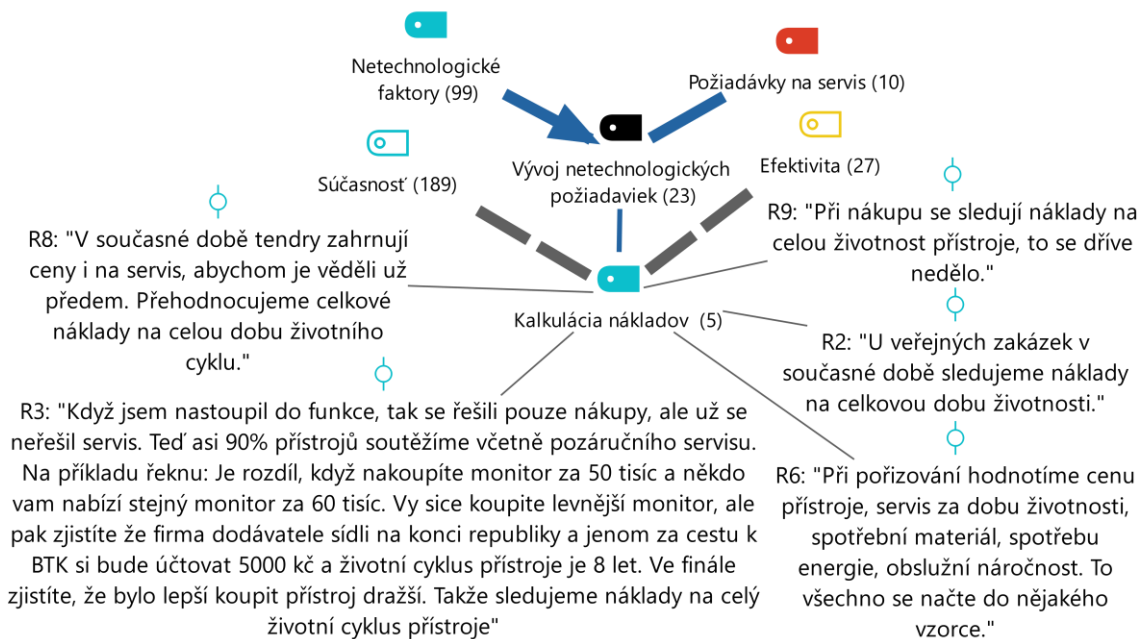 Netechnologické
faktory (99)
Požiadávky na servis (10)
Súčasnosť (189)
Vývoj netechnologických
požiadaviek (23)
Efektivita (27)
R8: "V současné době tendry zahrnují
ceny i na servis, abychom je věděli už
předem. Přehodnocujeme celkové
náklady na celou dobu životního
cyklu."
R9: "Při nákupu se sledují náklady na
celou životnost přístroje, to se dříve
nedělo."
Kalkulácia nákladov (5)
R2: "U veřejných zakázek v
současné době sledujeme náklady
na celkovou dobu životnosti."
R3: "Když jsem nastoupil do funkce, tak se řešili pouze nákupy, ale už se
neřešil servis. Teď asi 90% přístrojů soutěžíme včetně pozáručního servisu.
Na příkladu řeknu: Je rozdíl, když nakoupíte monitor za 50 tisíc a někdo
vam nabízí stejný monitor za 60 tisíc. Vy sice koupite levnější monitor, ale
pak zjistíte že firma dodávatele sídli na konci republiky a jenom za cestu k
BTK si bude účtovat 5000 kč a životní cyklus přístroje je 8 let. Ve finále
zjistíte, že bylo lepší koupit přístroj dražší. Takže sledujeme náklady na celý
životní cyklus přístroje"
R6: "Při pořizování hodnotíme cenu
přístroje, servis za dobu životnosti,
spotřební materiál, spotřebu
energie, obslužní náročnost. To
všechno se načte do nějakého
vzorce."